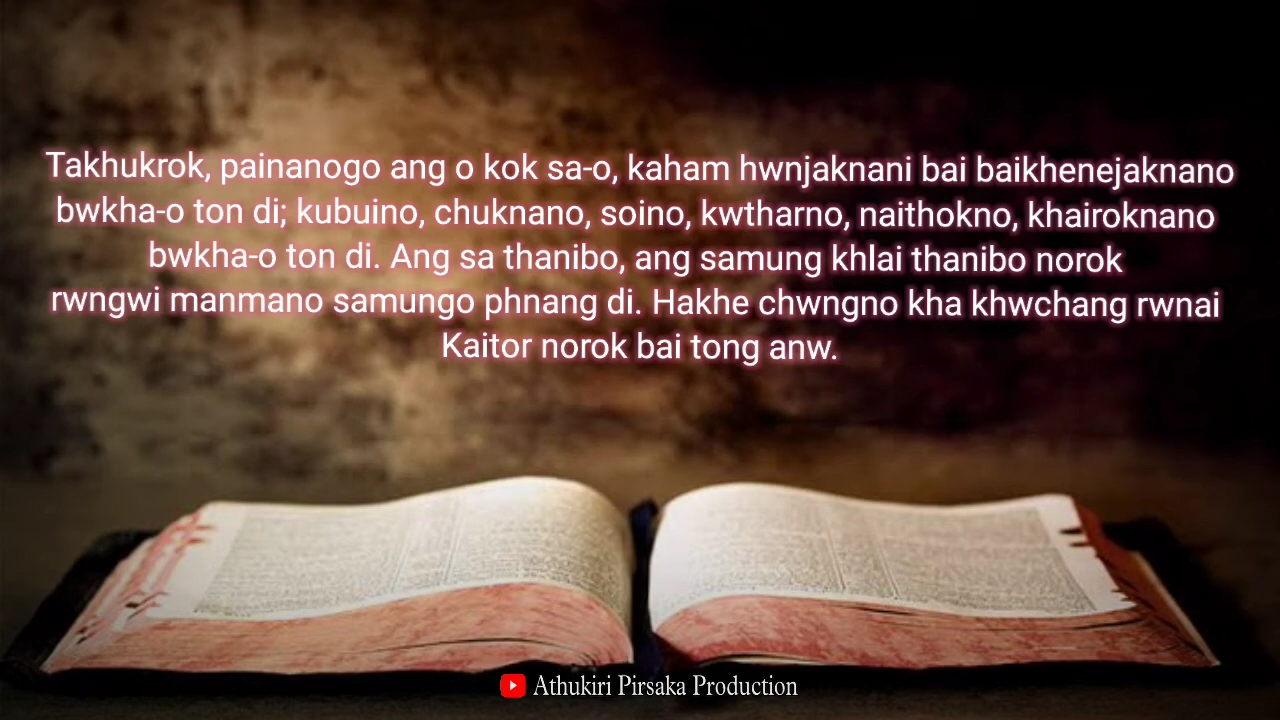 Takhukrok, painanogo ang o kok sa-o, kaham hwnjaknani bai baikhenejaknano
bwkha-o ton di; kubuino, chuknano, soino, kwtharno, naithokno, khairoknano
bwkha-o ton di. Ang sa thanibo, ang samung khlai thanibo norok
rwngwi manmano samungo phnang di. Hakhe chwngno kha khwchang rwnai
Kaitor norok bai tong anw.
Athukiri Pirsaka Production